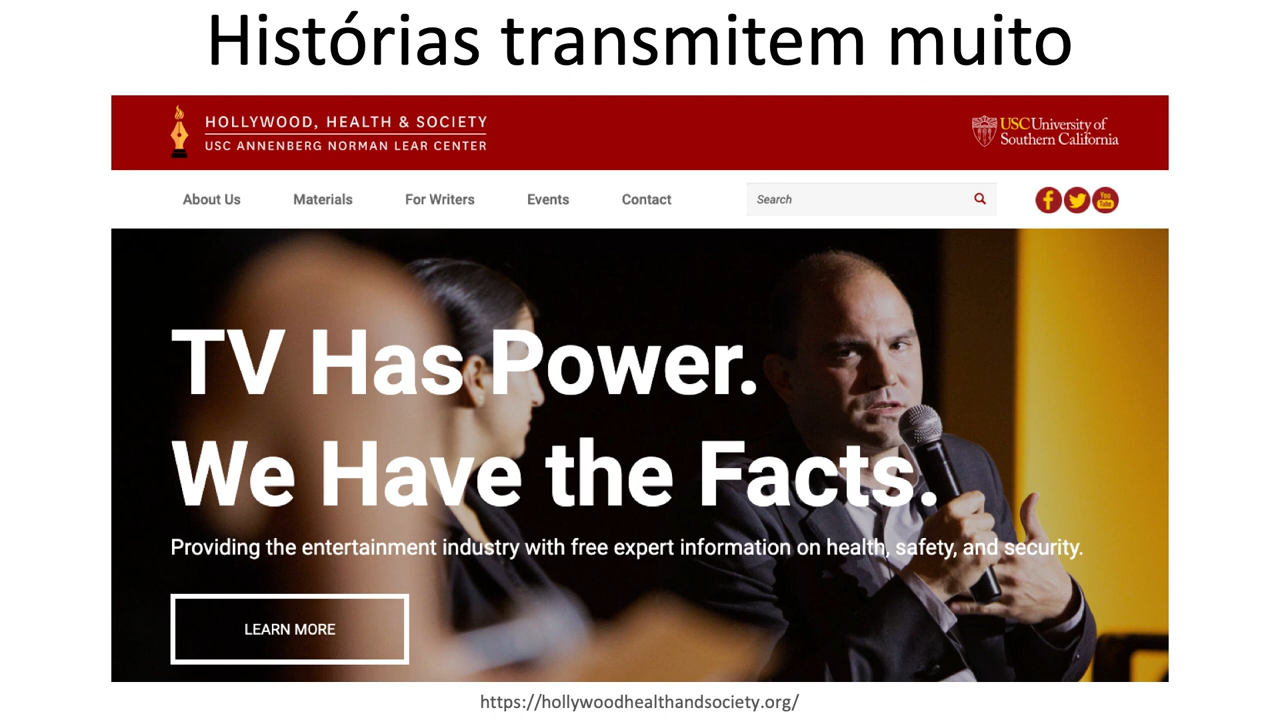 Histórias transmitem muito
HOLLYWOOD, HEALTH & SOCIETY
USC ANNENBERG NORMAN LEAR CENTER
USC University of
Southern California
About Us
Materials
For Writers
Events
Contact
Search
You
Tube
TV Has Power.
We Have the Facts.
Providing the entertainment industry with free expert information on health, safety, and security.
LEARN MORE
https://hollywoodhealthandsociety.org/